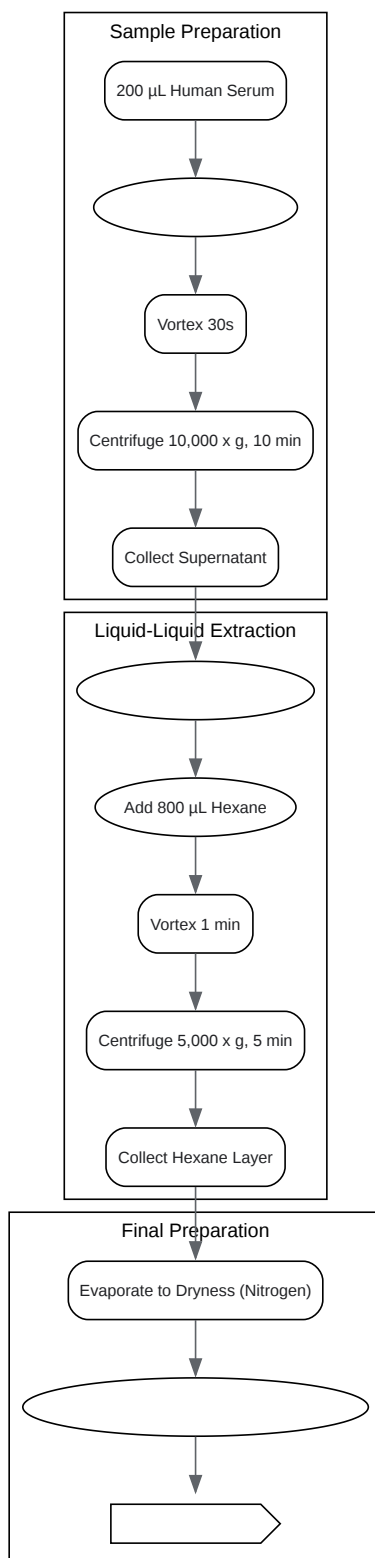 Sample Preparation
200 µL Human Serum
Vortex 30s
Centrifuge 10,000 x g, 10 min
Collect Supernatant
Liquid-Liquid Extraction
Add 800 µL Hexane
Vortex 1 min
Centrifuge 5,000 x g, 5 min
Collect Hexane Layer
Final Preparation
Evaporate to Dryness (Nitrogen)